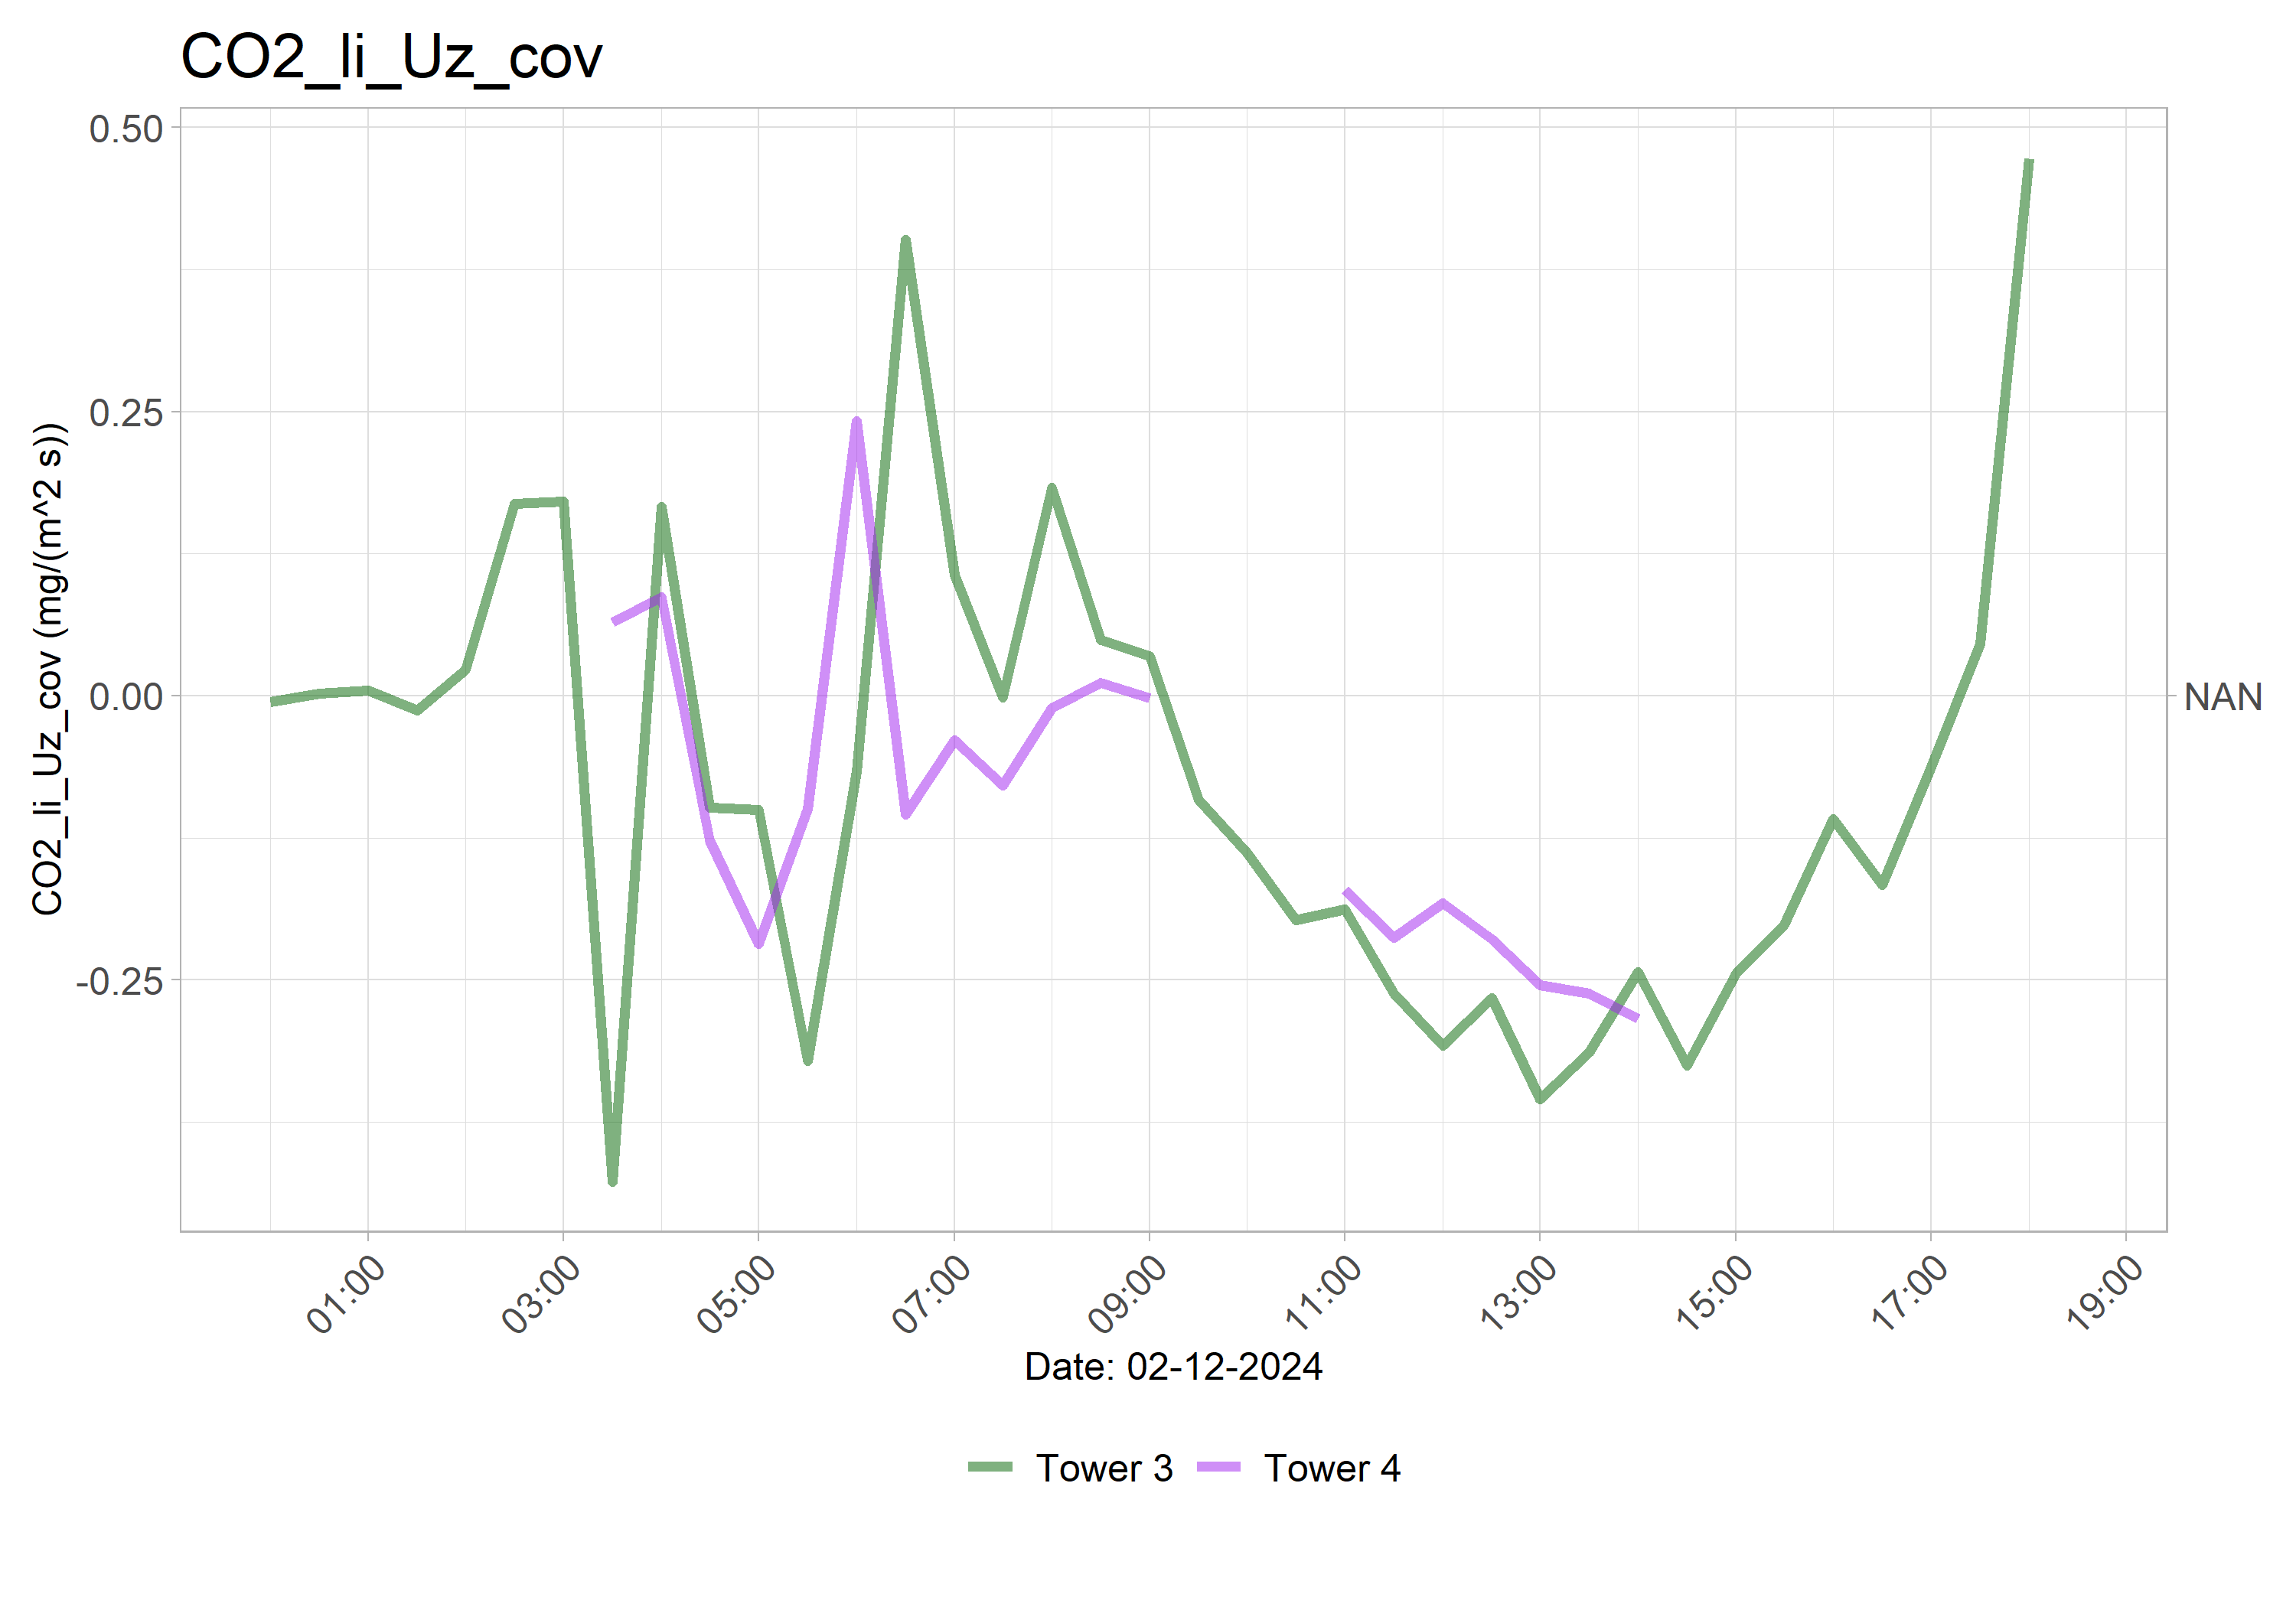 CO2_li_Uz_cov
0.50
0.25
0.00
-0.25
CO2_li_Uz_cov (mg/(m^2 s))
NAN
01:00
03:00
05:00
07:00
09:00
11:00
13:00
15:00
17:00
19:00
Date: 02-12-2024
Tower 3
Tower 4